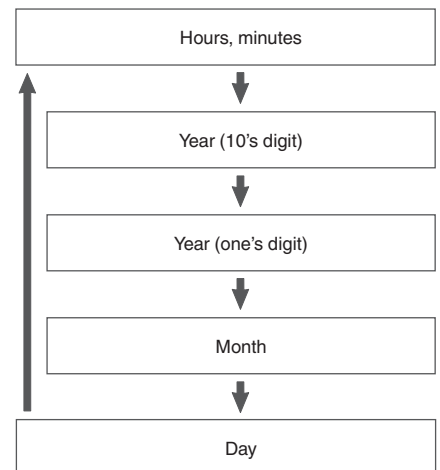 Hours, minutes
Year (10's digit)
Year (one's digit)
Month
Day